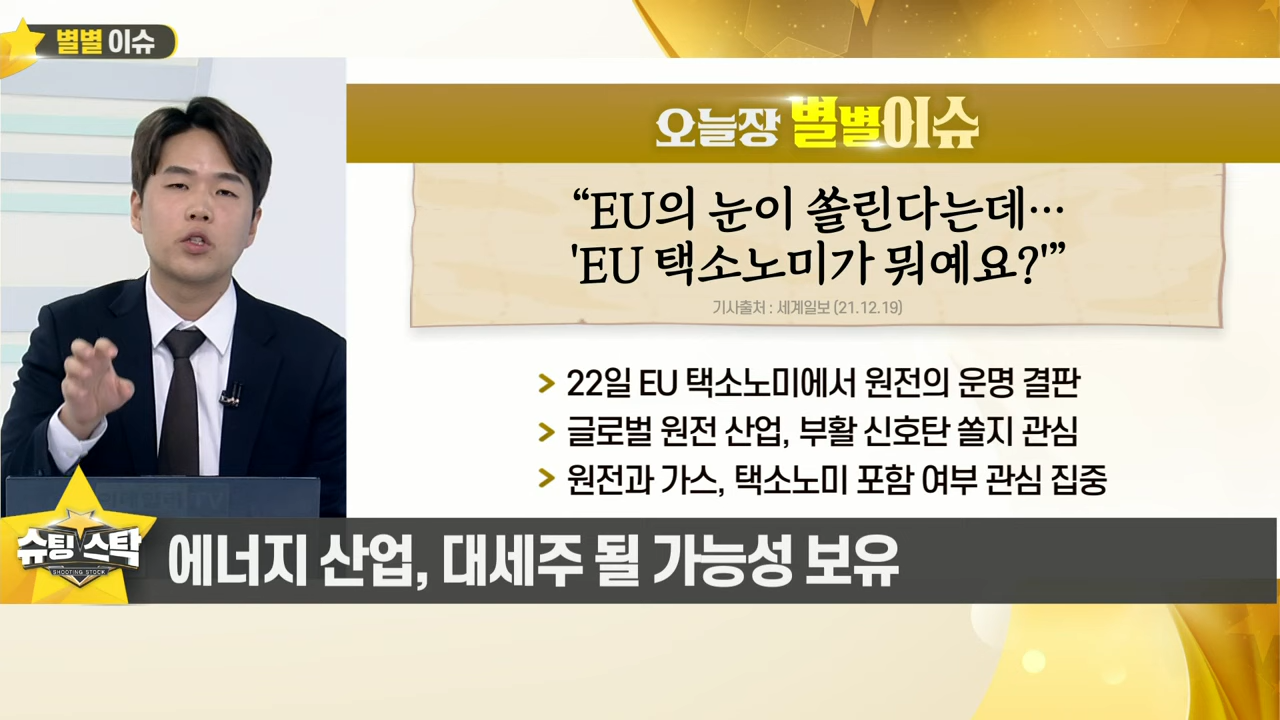 별별 이슈
오늘장 별별이슈
“EU의 눈이 쏠린다는데…
'EU 택소노미가 뭐예요?'”
기사출처 : 세계일보 (21.12.19)
22일 EU 택소노미에서 원전의 운명 결판
글로벌 원전 산업, 부활 신호탄 쏠지 관심
원전과 가스, 택소노미 포함 여부 관심 집중
슈팅 스탁
SHOOTING STOCK
에너지 산업, 대세주 될 가능성 보유